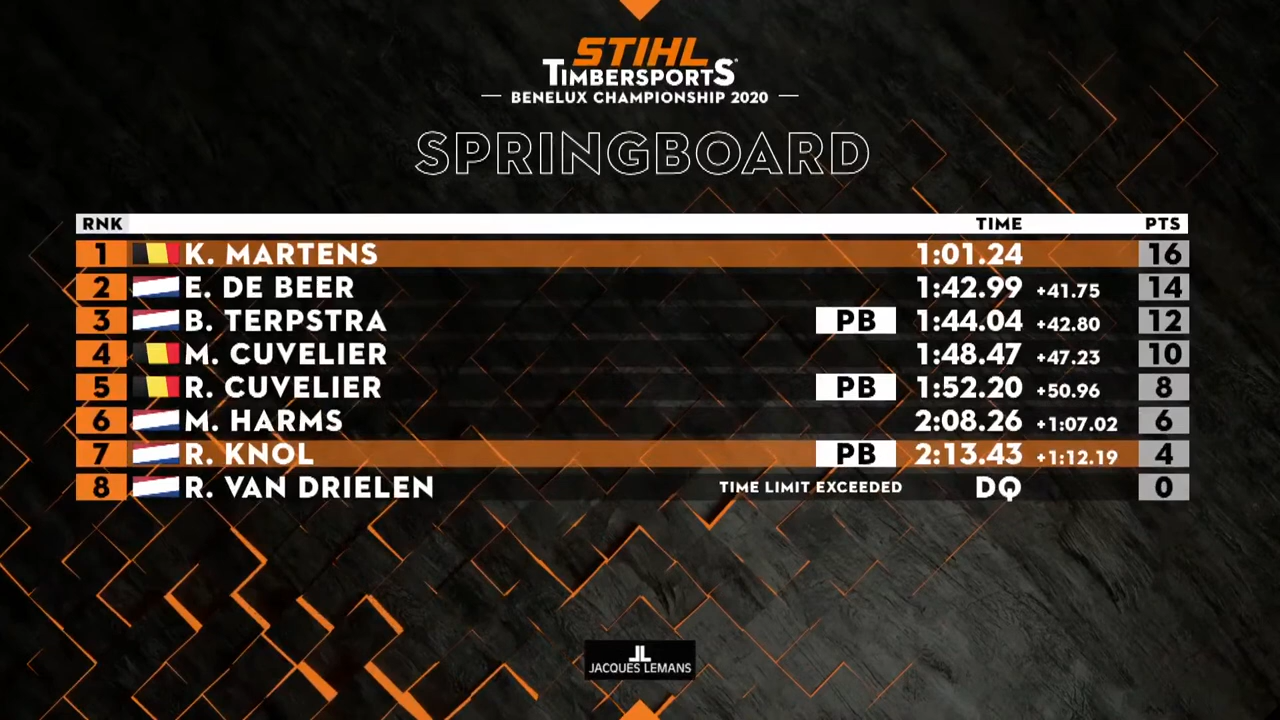 STIHL
TIMBERSPORTS®
BENELUX CHAMPIONSHIP 2020
SPRINGBOARD
RNK TIME PTS
1 K. MARTENS 1:01.24 16
2 E. DE BEER 1:42.99 +41.75 14
3 B. TERPSTRA PB 1:44.04 +42.80 12
4 M. CUVELIER 1:48.47 +47.23 10
5 R. CUVELIER PB 1:52.20 +50.96 8
6 M. HARMS 2:08.26 +1:07.02 6
7 R. KNOL PB 2:13.43 +1:12.19 4
8 R. VAN DRIELEN TIME LIMIT EXCEEDED DQ 0
JL
JACQUES LEMANS